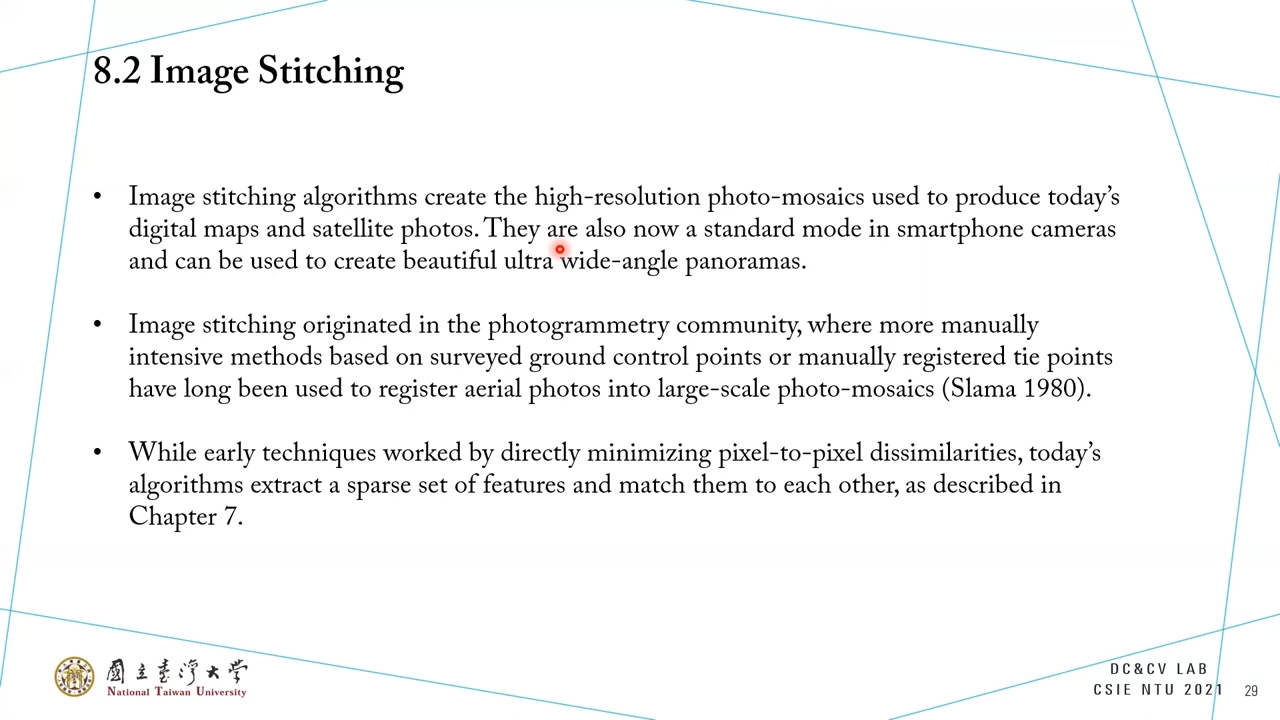 8.2 Image Stitching
• Image stitching algorithms create the high-resolution photo-mosaics used to produce today’s
digital maps and satellite photos. They are also now a standard mode in smartphone cameras
and can be used to create beautiful ultra wide-angle panoramas.
• Image stitching originated in the photogrammetry community, where more manually
intensive methods based on surveyed ground control points or manually registered tie points
have long been used to register aerial photos into large-scale photo-mosaics (Slama 1980).
• While early techniques worked by directly minimizing pixel-to-pixel dissimilarities, today’s
algorithms extract a sparse set of features and match them to each other, as described in
Chapter 7.
國立臺灣大學
National Taiwan University
DC&CV LAB
CSIE NTU 2021
29